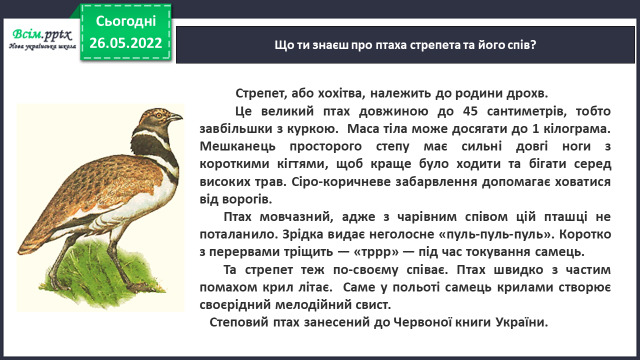 Всім.pptx
Нова українська школа
Сьогодні
26.05.2022
Що ти знаєш про птаха стрепета та його спів?
Стрепет, або хохітва, належить до родини дрохв.
Це великий птах довжиною до 45 сантиметрів, тобто
завбільшки з куркою. Маса тіла може досягати до 1 кілограма.
Мешканець просторого степу має сильні довгі ноги з
короткими кігтями, щоб краще було ходити та бігати серед
високих трав. Сіро-коричневе забарвлення допомагає ховатися
від ворогів.
Птах мовчазний, адже з чарівним співом цій пташці не
поталанило. Зрідка видає неголосне «пуль-пуль-пуль». Коротко
з перервами тріщить — «тррр» — під час токування самець.
Та стрепет теж по-своєму співає. Птах швидко з частим
помахом крил літає. Саме у польоті самець крилами створює
своєрідний мелодійний свист.
Степовий птах занесений до Червоної книги України.